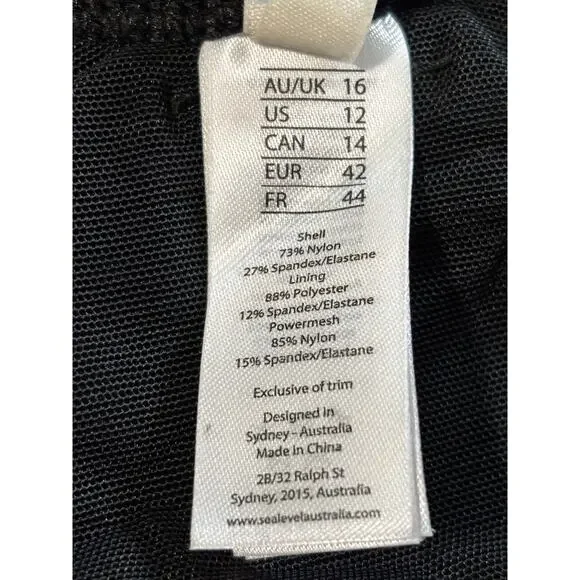 AU/UK 16
US 12
CAN 14
EUR 42
FR 44
Shell
73% Nylon
27% Spandex/Elastane
Lining
88% Polyester
12% Spandex/Elastane
Powermesh
85% Nylon
15% Spandex/Elastane
Exclusive of trim
Designed in
Sydney - Australia
Made in China
2B/32 Ralph St
Sydney, 2015, Australia
www.sealevelaustralia.com